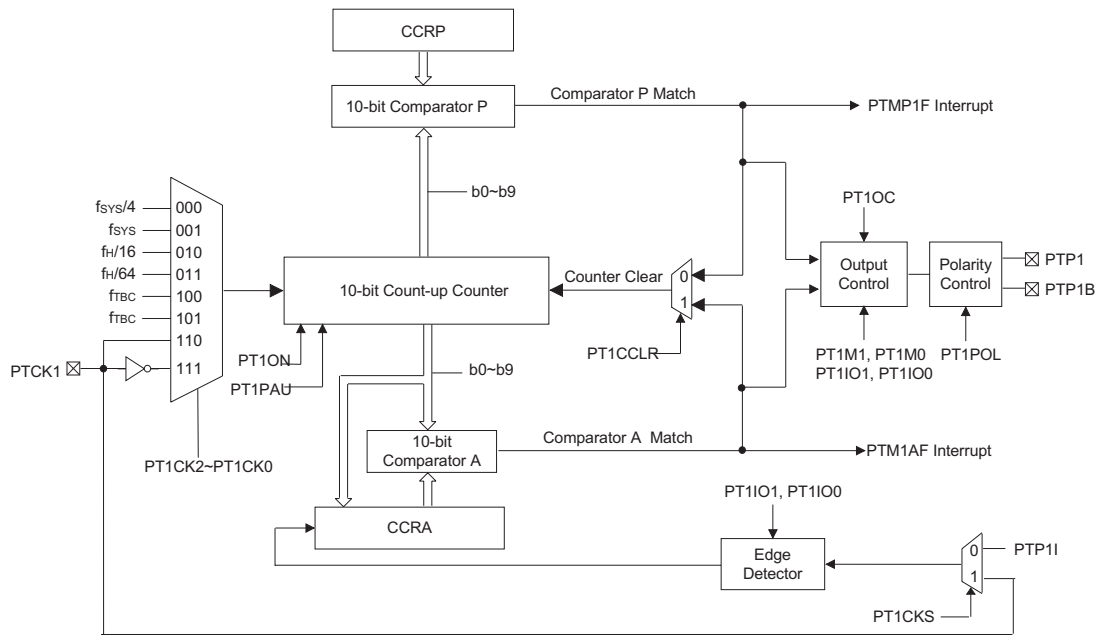 CCRP
10-bit Comparator P
Comparator P Match
PTMP1F Interrupt
b0~b9
fSYS/4
000
fSYS
001
fH/16
010
fH/64
011
fTBC
100
fTBC
101
110
111
PTCK1
PT1CK2~PT1CK0
10-bit Count-up Counter
PT1ON
PT1PAU
Counter Clear
0
1
PT1CCLR
PT1OC
Output
Control
PT1M1, PT1M0
PT1IO1, PT1IO0
Polarity
Control
PT1POL
PTP1
PTP1B
b0~b9
10-bit
Comparator A
Comparator A Match
PTM1AF Interrupt
CCRA
PT1IO1, PT1IO0
Edge
Detector
0
1
PTP1I
PT1CKS